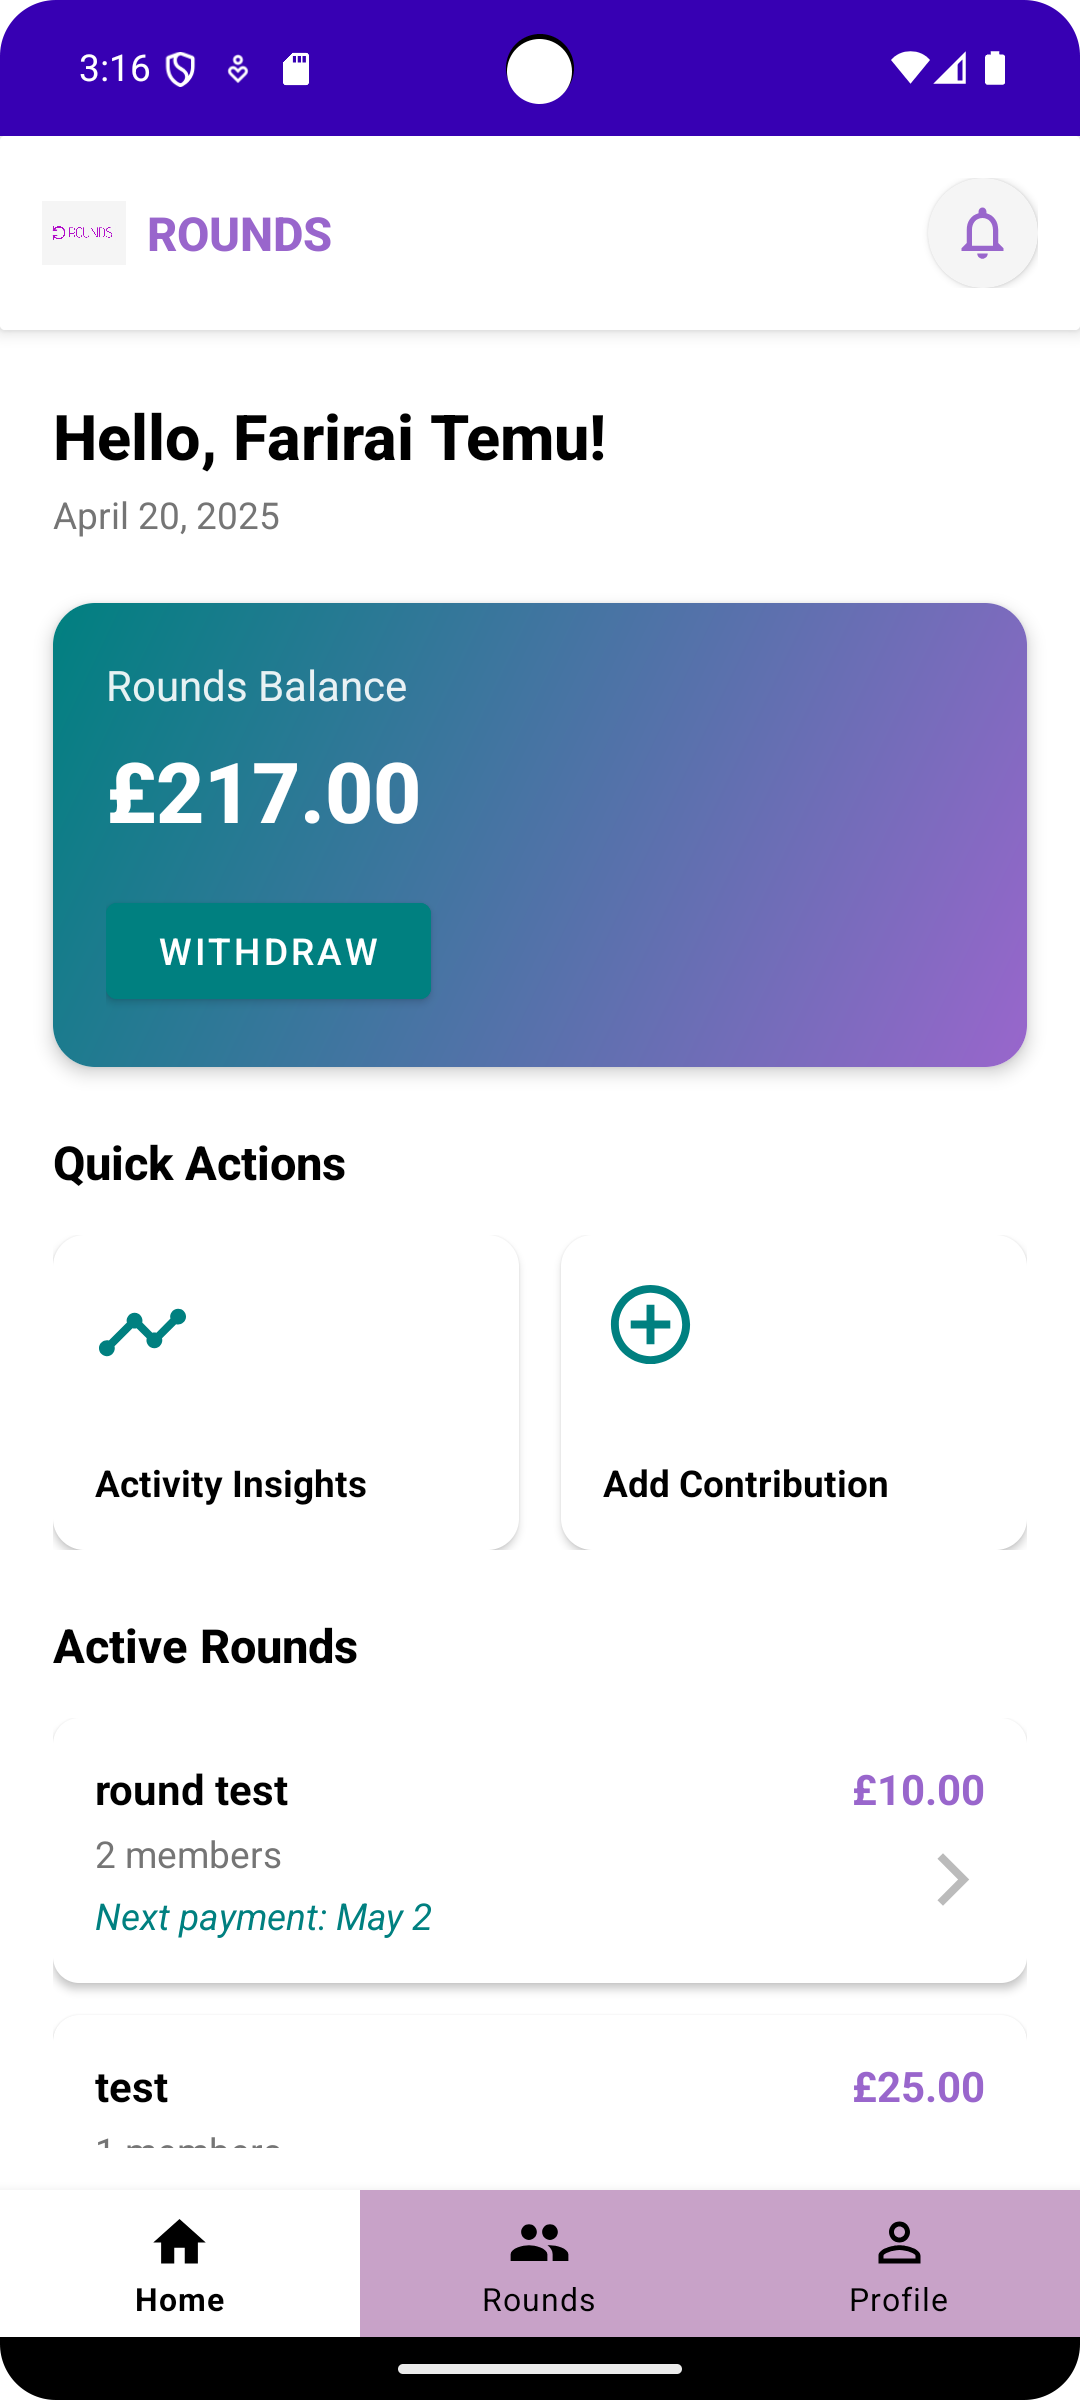 3:16
ROUNDS ROUNDS
Hello, Farirai Temu!
April 20, 2025
Rounds Balance
£217.00
WITHDRAW
Quick Actions
Activity Insights
Add Contribution
Active Rounds
round test
£10.00
2 members
Next payment: May 2
test
£25.00
1 members
Home
Rounds
Profile